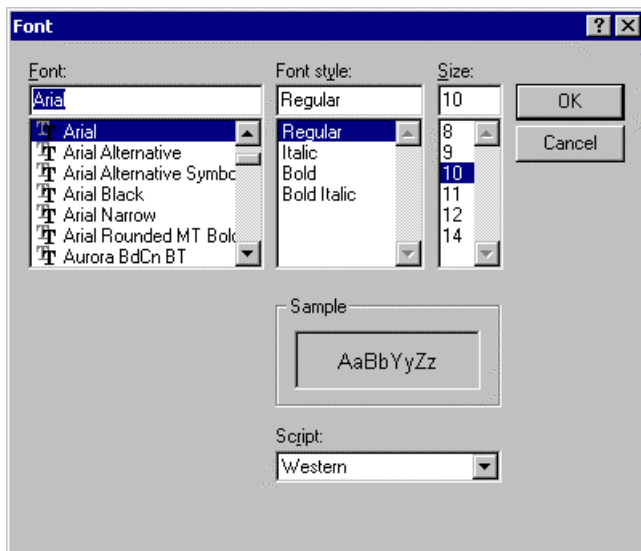 Font
Font: Font style: Size:
Arial Regular 10 OK
Cancel
Arial
Arial Alternative
Arial Alternative Symbo
Arial Black
Arial Narrow
Arial Rounded MT Bold
Aurora BdCn BT
Regular
Italic
Bold
Bold Italic
8
9
10
11
12
14
Sample
AaBbYyZz
Script:
Western